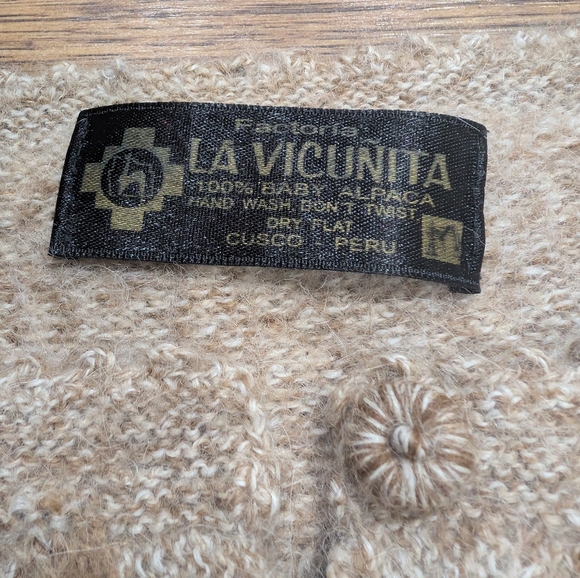 Factoria
LA VICUÑITA
100% BABY ALPACA
HAND WASH DON'T TWIST
DRY FLAT
CUSCO - PERU
M